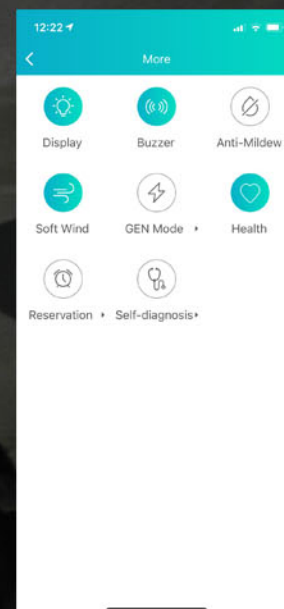 12:22
More
Display Buzzer Anti-Mildew
Soft Wind GEN Mode Health
Reservation Self-diagnosis